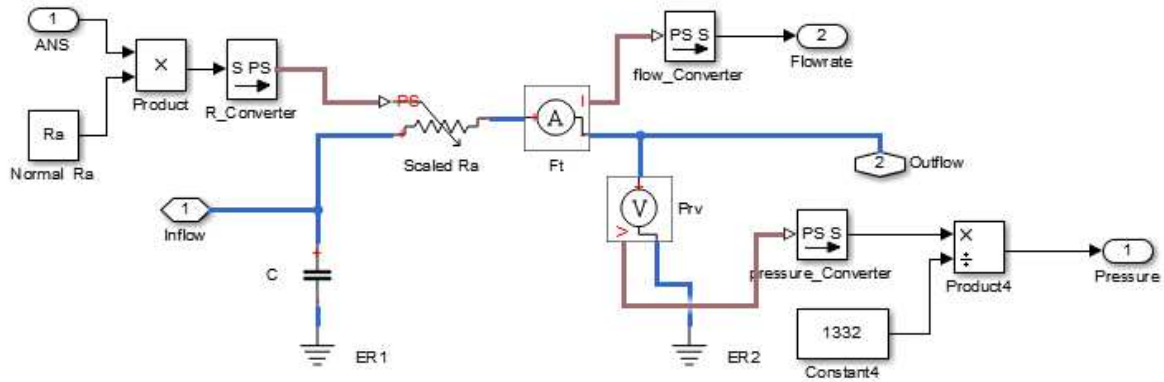 1
ANS
×
Product
Ra
Normal Ra
S PS
R_Converter
PS
Scaled Ra
A
I
Ft
PS S
flow_Converter
2
Flowrate
2
Outflow
1
Inflow
C
ER1
V
V
Prv
ER2
PS S
pressure_Converter
×
÷
Product4
1332
Constant4
1
Pressure
+